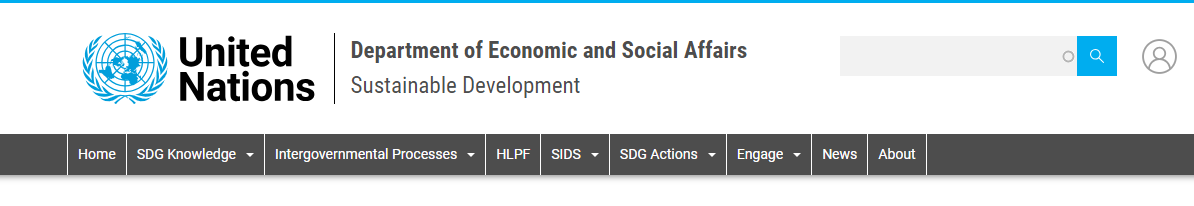 United
Nations
Department of Economic and Social Affairs
Sustainable Development
Home SDG Knowledge Intergovernmental Processes HLPF SIDS SDG Actions Engage News About